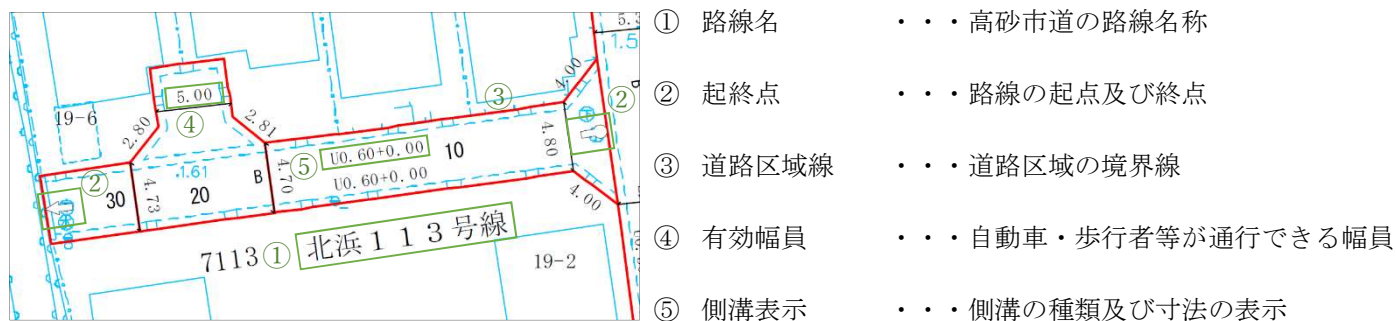 ① 路線名 ・・・高砂市道の路線名称
② 起終点 ・・・路線の起点及び終点
③ 道路区域線 ・・・道路区域の境界線
④ 有効幅員 ・・・自動車・歩行者等が通行できる幅員
⑤ 側溝表示 ・・・側溝の種類及び寸法の表示
5.3
1.5
4.00
5.00
③
②
④
19-6
2.80
2.81
4.80
⑤
U0.60+0.00
10
②
1.61
B
4.70
U0.60+0.00
30
4.73
20
4.00
7113
①
北浜113号線
19-2